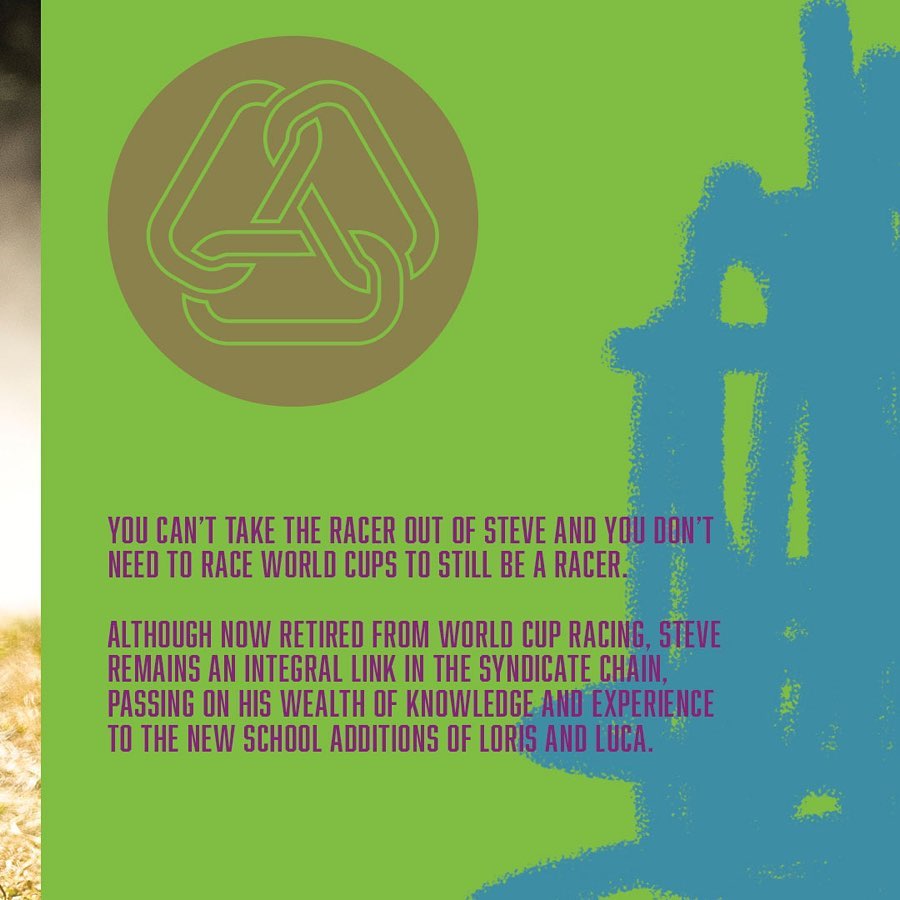 YOU CAN'T TAKE THE RACER OUT OF STEVE AND YOU DON'T
NEED TO RACE WORLD CUPS TO STILL BE A RACER.
ALTHOUGH NOW RETIRED FROM WORLD CUP RACING, STEVE
REMAINS AN INTEGRAL LINK IN THE SYNDICATE CHAIN,
PASSING ON HIS WEALTH OF KNOWLEDGE AND EXPERIENCE
TO THE NEW SCHOOL ADDITIONS OF LORIS AND LUCA.